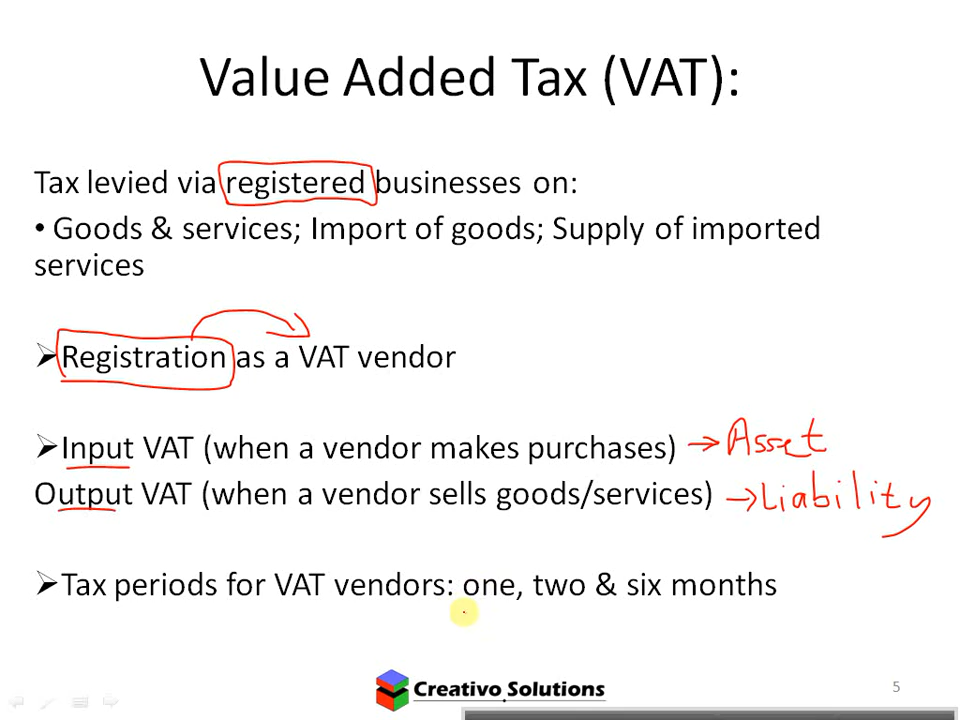 Value Added Tax (VAT):
Tax levied via registered businesses on:
• Goods & services; Import of goods; Supply of imported
services
➢Registration as a VAT vendor
➢Input VAT (when a vendor makes purchases) → Asset
Output VAT (when a vendor sells goods/services) → Liability
➢Tax periods for VAT vendors: one, two & six months
Creativo Solutions
5